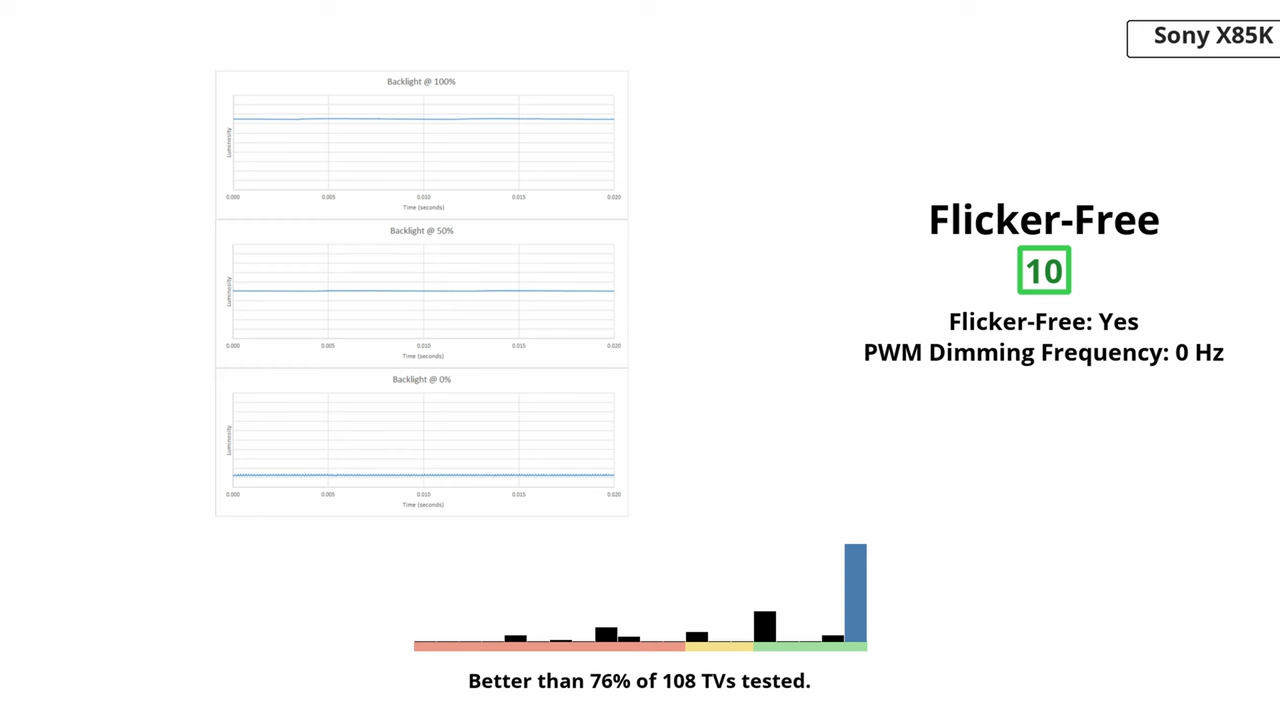 Sony X85K
Backlight @ 100%
Luminosity
0.000 0.005 0.010 0.015 0.020
Time (seconds)
Backlight @ 50%
Luminosity
0.000 0.005 0.010 0.015 0.020
Time (seconds)
Backlight @ 0%
Luminosity
0.000 0.005 0.010 0.015 0.020
Time (seconds)
Flicker-Free
10
Flicker-Free: Yes
PWM Dimming Frequency: 0 Hz
Better than 76% of 108 TVs tested.